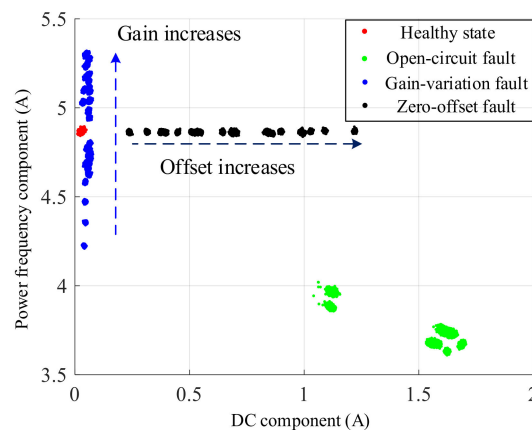 Gain increases
Healthy state
Open-circuit fault
Gain-variation fault
Zero-offset fault
Offset increases
Power frequency component (A)
5.5
5
4.5
4
3.5
0
0.5
1
1.5
2
DC component (A)